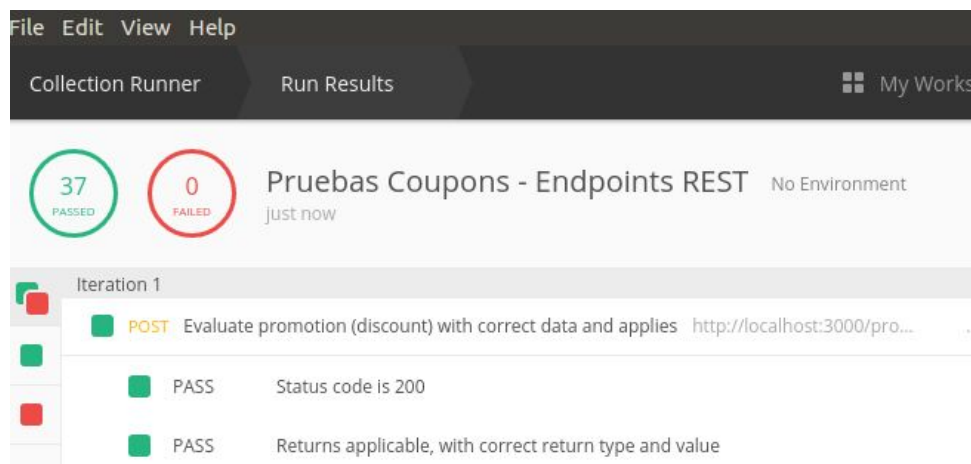 File Edit View Help
Collection Runner Run Results My Works
37 PASSED 0 FAILED Pruebas Coupons - Endpoints REST No Environment
just now
Iteration 1
POST Evaluate promotion (discount) with correct data and applies http://localhost:3000/pro...
PASS Status code is 200
PASS Returns applicable, with correct return type and value